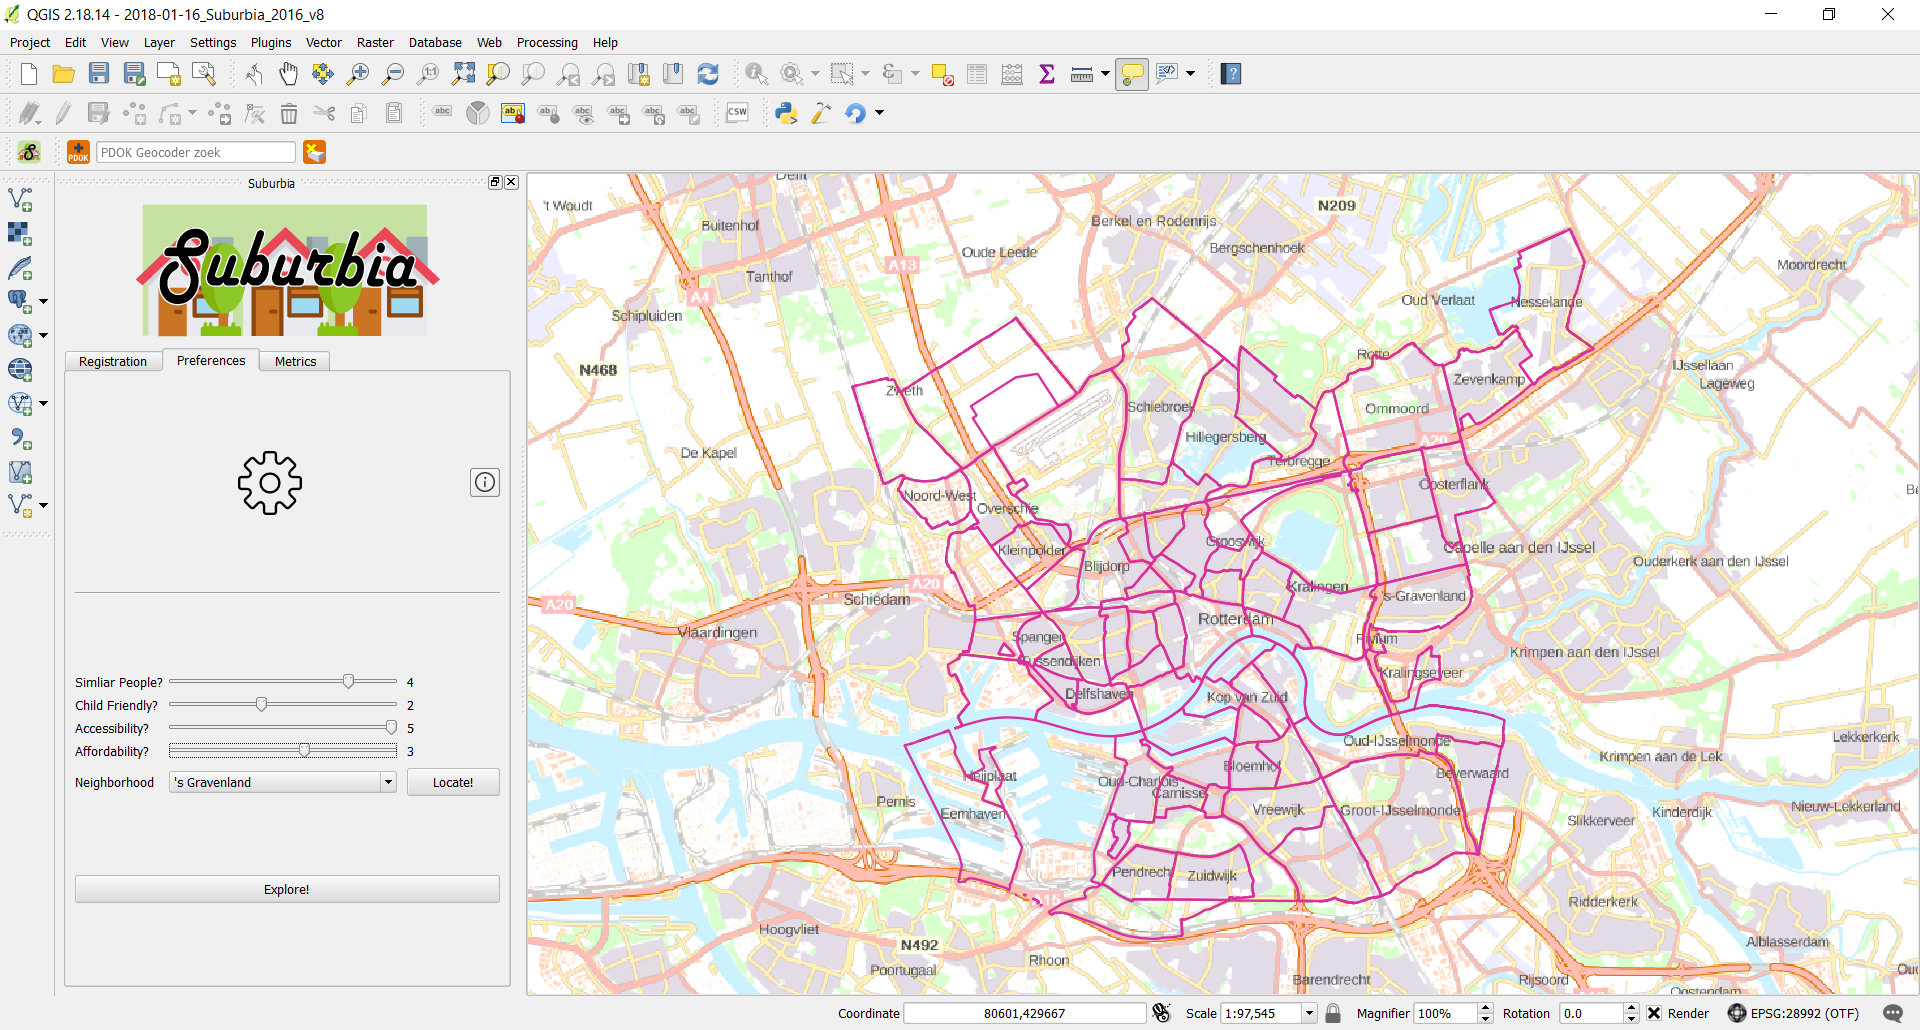 QGIS 2.18.14 - 2018-01-16_Suburbia_2016_v8
Project Edit View Layer Settings Plugins Vector Raster Database Web Processing Help
PDOK
PDOK Geocoder zoek
CSW
Suburbia
Suburbia
Registration
Preferences
Metrics
Simliar People? 4
Child Friendly? 2
Accessibility? 5
Affordability? 3
Neighborhood 's Gravenland Locate!
Explore!
't Woudt
Delft
Buitenhof
Tanthof
Schipluiden
A4
A13
Oude Leede
Berkel en Rodenrijs
Bergschenhoek
N209
Oud Verlaat
Nesselande
Moordrecht
N468
Zweth
Rotte
Zevenkamp
IJssellaan
Lageweg
Schiebroek
Ommoord
Hillegersberg
A20
De Kapel
Terbregge
Oosterflank
Noord-West
Overschie
Kleinpolder
Blijdorp
Crooswijk
Capelle aan den IJssel
Ouderkerk aan den IJssel
Kralingen
's-Gravenland
A20
A20
Schiedam
Vlaardingen
Rotterdam
Spangen
Tussendijken
Rivium
Krimpen aan den IJssel
Kralingseveer
Delfshaven
Kop van Zuid
Oud-IJsselmonde
Lekkerkerk
Krimpen aan de Lek
Beverwaard
Heijplaat
Oud-Charlois
Bloemhof
Carnisse
Pernis
Eemhaven
Vreewijk
Groot-IJsselmonde
Slikkerveer
Kinderdijk
Nieuw-Lekkerland
Pendrecht
Zuidwijk
A15
Hoogvliet
Ridderkerk
N492
Rhoon
Poortugaal
Alblasserdam
Barendrecht
Rijsoord
Oostendam
Coordinate 80601,429667 Scale 1:97,545 Magnifier 100% Rotation 0.0 Render EPSG:28992 (OTF)